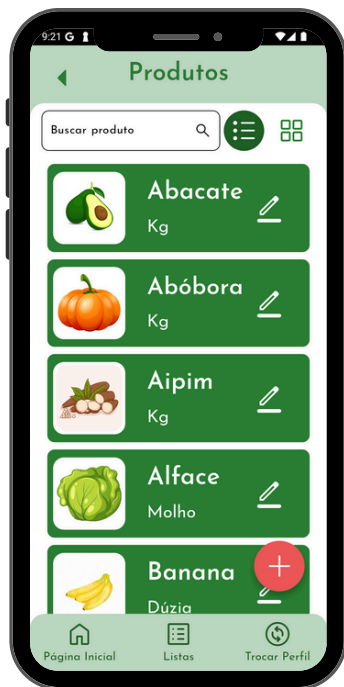 9:21 G
Produtos
Buscar produto
Abacate
Kg
Abóbora
Kg
Aipim
Kg
Alface
Molho
Banana
Dúzia
Página Inicial
Listas
Trocar Perfil